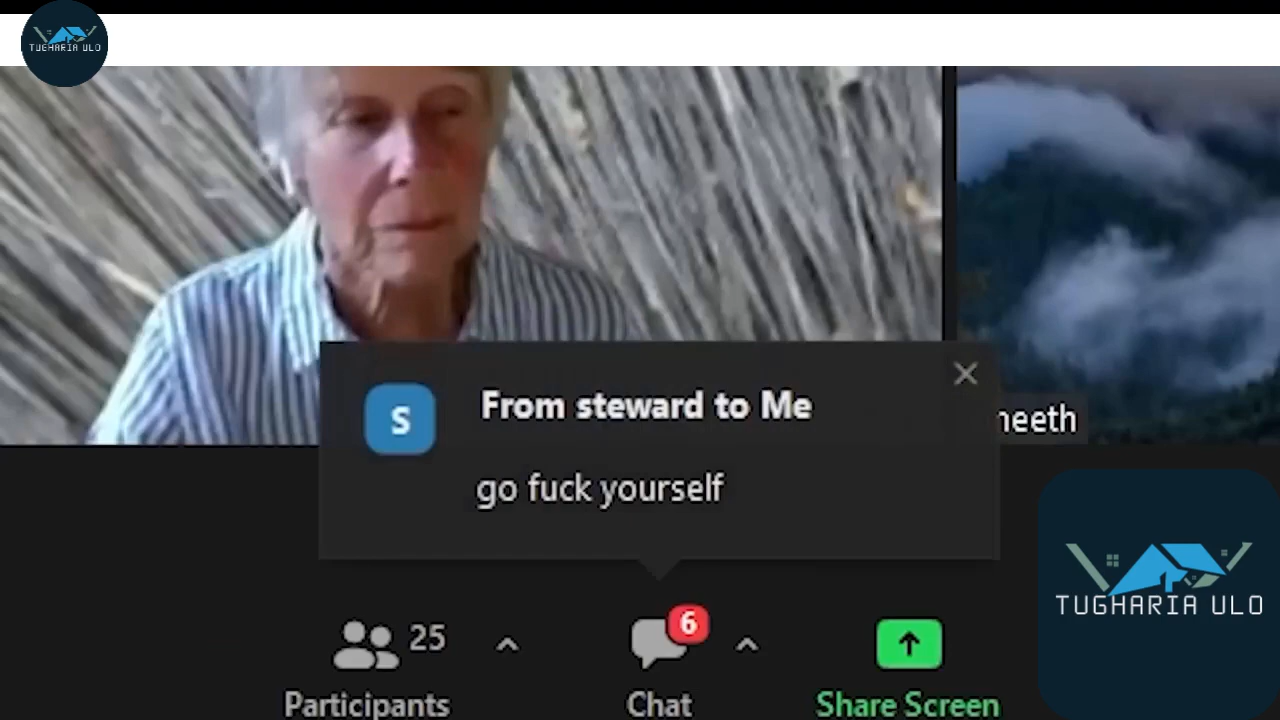 TUGHARIA ULO
S
From steward to Me
go fuck yourself
neeth
TUGHARIA ULO
25
6
Participants
Chat
Share Screen